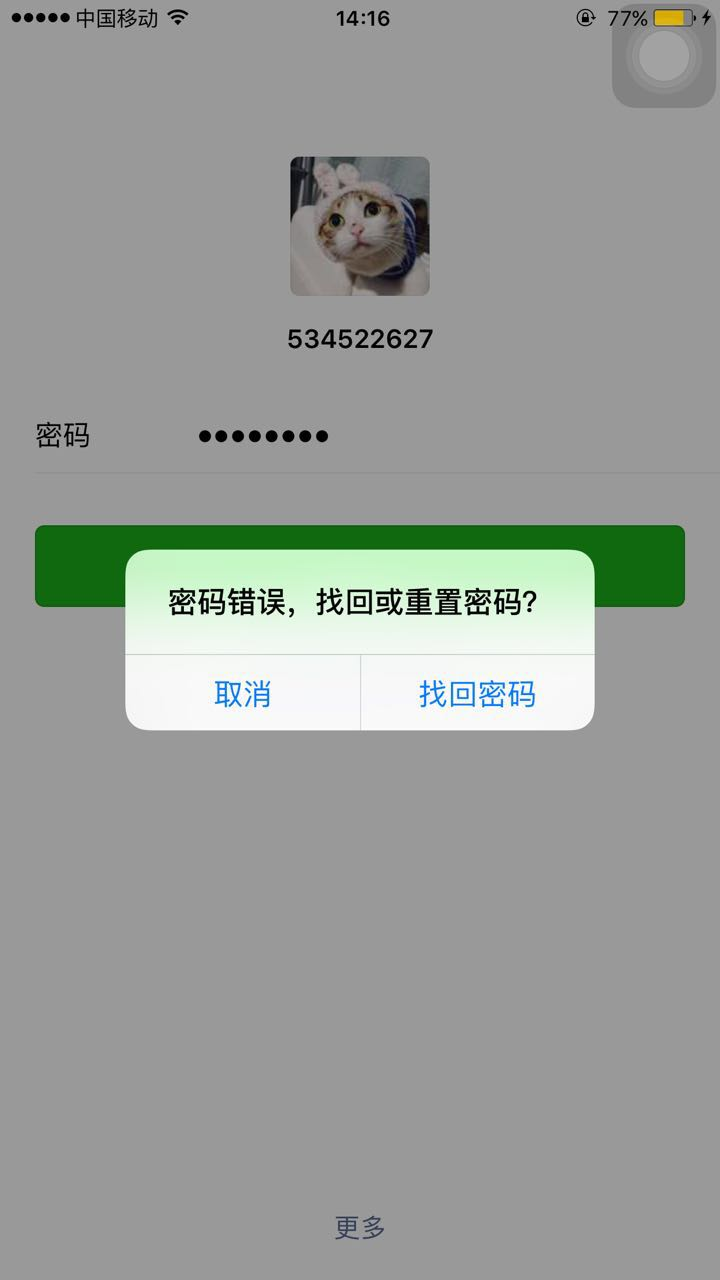 中国移动 14:16 77%
534522627
密码 ••••••••
密码错误，找回或重置密码？
取消 找回密码
更多